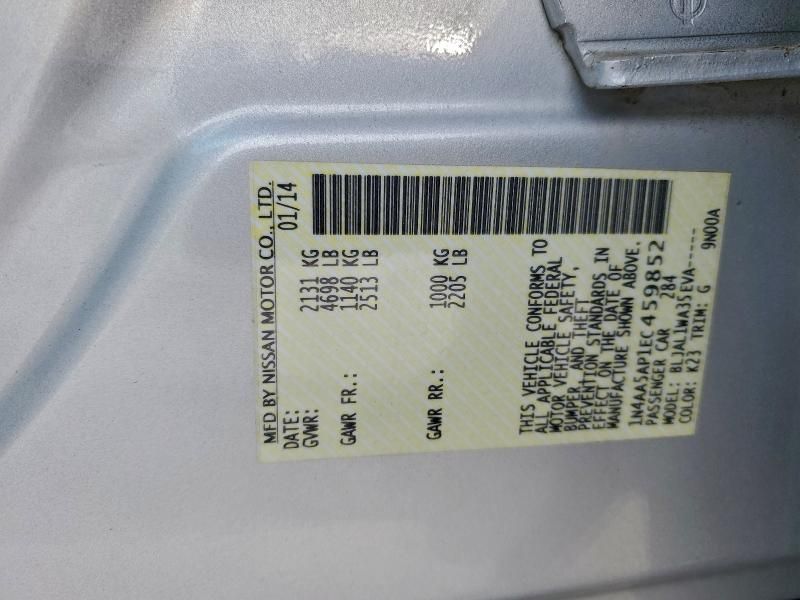 MFD BY NISSAN MOTOR CO., LTD.
DATE: 01/14
GVWR: 2131 KG
4698 LB
GAWR FR.: 1140 KG
2513 LB
GAWR RR.: 1000 KG
2205 LB
THIS VEHICLE CONFORMS TO
ALL APPLICABLE FEDERAL
MOTOR VEHICLE SAFETY,
BUMPER, AND THEFT
PREVENTION STANDARDS IN
EFFECT ON THE DATE OF
MANUFACTURE SHOWN ABOVE.
1N4AA5AP1EC459852
PASSENGER CAR 284
MODEL: BLJALIWA35EVA-----
COLOR: K23 TRIM: G 9N00A